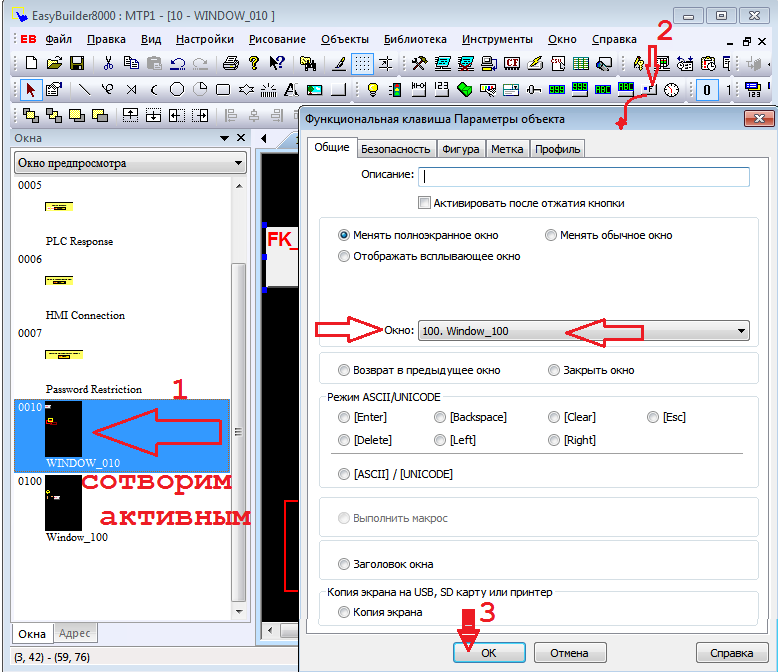 EasyBuilder8000 : MTP1 - [10 - WINDOW_010 ]
EB Файл Правка Вид Настройки Рисование Объекты Библиотека Инструменты Окно Справка
2
Окна
Окно предпросмотра
0005
PLC Response
0006
HMI Connection
0007
Password Restriction
0010
WINDOW_010
1
0100
Window_100
сотворим
активным
Окна Адрес
(3, 42) - (59, 76)
FK_
Функциональная клавиша Параметры объекта
Общие Безопасность Фигура Метка Профиль
Описание:
Активировать после отжатия кнопки
Менять полноэкранное окно Менять обычное окно
Отображать всплывающее окно
Окно: 100. Window_100
Возврат в предыдущее окно Закрыть окно
Режим ASCII/UNICODE
[Enter] [Backspace] [Clear] [Esc]
[Delete] [Left] [Right]
[ASCII] / [UNICODE]
Выполнить макрос
Заголовок окна
Копия экрана на USB, SD карту или принтер
Копия экрана
3
OK Отмена Справка